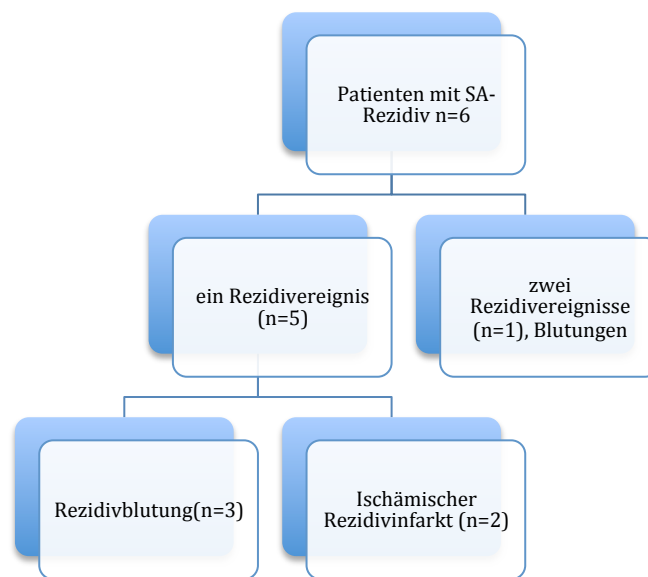 Patienten mit SA-
Rezidiv n=6
ein Rezidivereignis
(n=5)
zwei
Rezidivereignisse
(n=1), Blutungen
Rezidivblutung(n=3)
Ischämischer
Rezidivinfarkt (n=2)